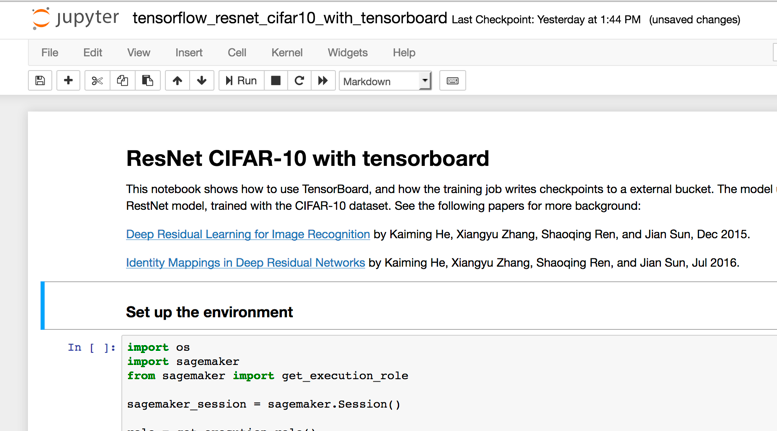 jupyter tensorflow_resnet_cifar10_with_tensorboard Last Checkpoint: Yesterday at 1:44 PM (unsaved changes)
File Edit View Insert Cell Kernel Widgets Help
Run Markdown
ResNet CIFAR-10 with tensorboard
This notebook shows how to use TensorBoard, and how the training job writes checkpoints to a external bucket. The model
RestNet model, trained with the CIFAR-10 dataset. See the following papers for more background:
Deep Residual Learning for Image Recognition by Kaiming He, Xiangyu Zhang, Shaoqing Ren, and Jian Sun, Dec 2015.
Identity Mappings in Deep Residual Networks by Kaiming He, Xiangyu Zhang, Shaoqing Ren, and Jian Sun, Jul 2016.
Set up the environment
In [ ]: import os
import sagemaker
from sagemaker import get_execution_role
sagemaker_session = sagemaker.Session()